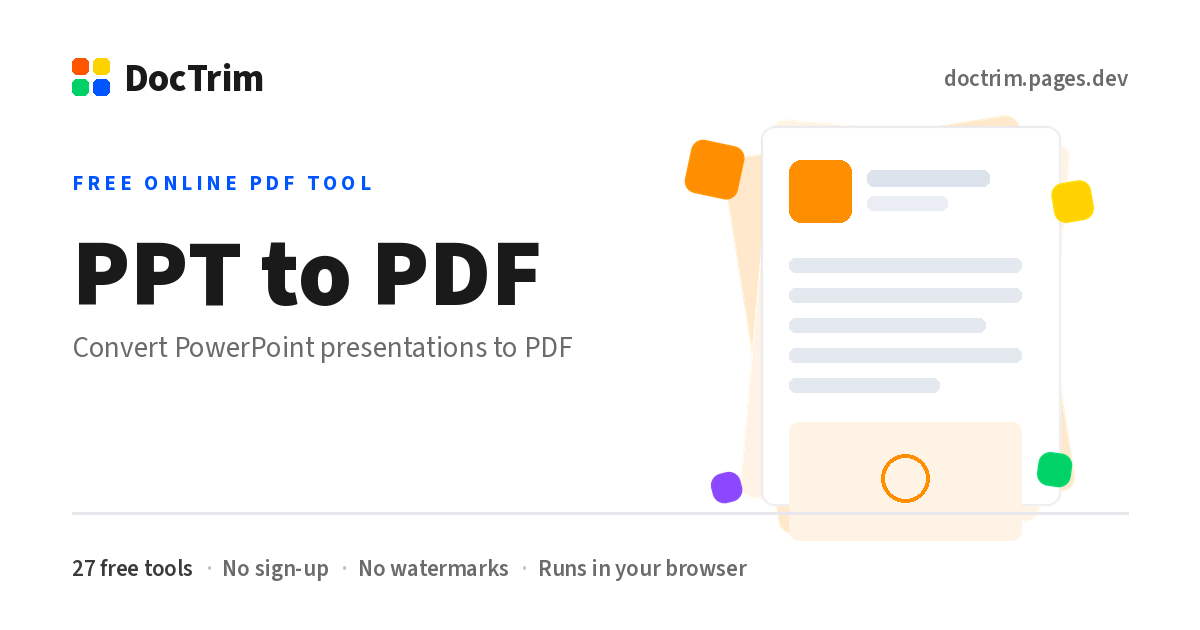 DocTrim
doctrim.pages.dev
FREE ONLINE PDF TOOL
PPT to PDF
Convert PowerPoint presentations to PDF
27 free tools · No sign-up · No watermarks · Runs in your browser